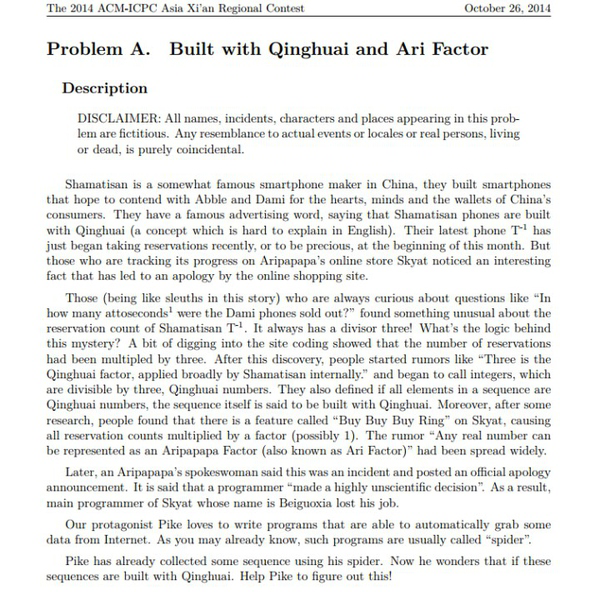 The 2014 ACM-ICPC Asia Xi'an Regional Contest October 26, 2014
Problem A. Built with Qinghuai and Ari Factor
Description
DISCLAIMER: All names, incidents, characters and places appearing in this prob-
lem are fictitious. Any resemblance to actual events or locales or real persons, living
or dead, is purely coincidental.
Shamatisan is a somewhat famous smartphone maker in China, they built smartphones
that hope to contend with Abble and Dami for the hearts, minds and the wallets of China's
consumers. They have a famous advertising word, saying that Shamatisan phones are built
with Qinghuai (a concept which is hard to explain in English). Their latest phone T⁻¹ has
just began taking reservations recently, or to be precious, at the beginning of this month. But
those who are tracking its progress on Aripapapa's online store Skyat noticed an interesting
fact that has led to an apology by the online shopping site.
Those (being like sleuths in this story) who are always curious about questions like "In
how many attoseconds¹ were the Dami phones sold out?" found something unusual about the
reservation count of Shamatisan T⁻¹. It always has a divisor three! What's the logic behind
this mystery? A bit of digging into the site coding showed that the number of reservations
had been multipled by three. After this discovery, people started rumors like "Three is the
Qinghuai factor, applied broadly by Shamatisan internally." and began to call integers, which
are divisible by three, Qinghuai numbers. They also defined if all elements in a sequence are
Qinghuai numbers, the sequence itself is said to be built with Qinghuai. Moreover, after some
research, people found that there is a feature called "Buy Buy Buy Ring" on Skyat, causing
all reservation counts multiplied by a factor (possibly 1). The rumor "Any real number can
be represented as an Aripapapa Factor (also known as Ari Factor)" had been spread widely.
Later, an Aripapapa's spokeswoman said this was an incident and posted an official apology
announcement. It is said that a programmer "made a highly unscientific decision". As a result,
main programmer of Skyat whose name is Beiguoxia lost his job.
Our protagonist Pike loves to write programs that are able to automatically grab some
data from Internet. As you may already know, such programs are usually called "spider".
Pike has already collected some sequence using his spider. Now he wonders that if these
sequences are built with Qinghuai. Help Pike to figure out this!